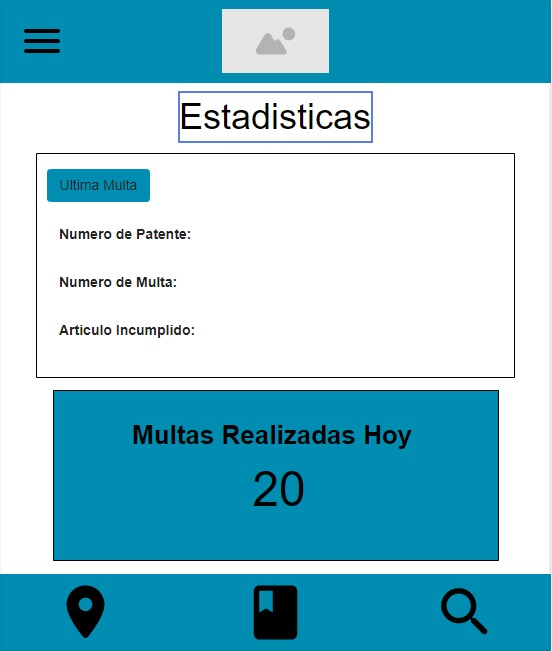 Estadisticas
Ultima Multa
Numero de Patente:
Numero de Multa:
Articulo Incumplido:
Multas Realizadas Hoy
20